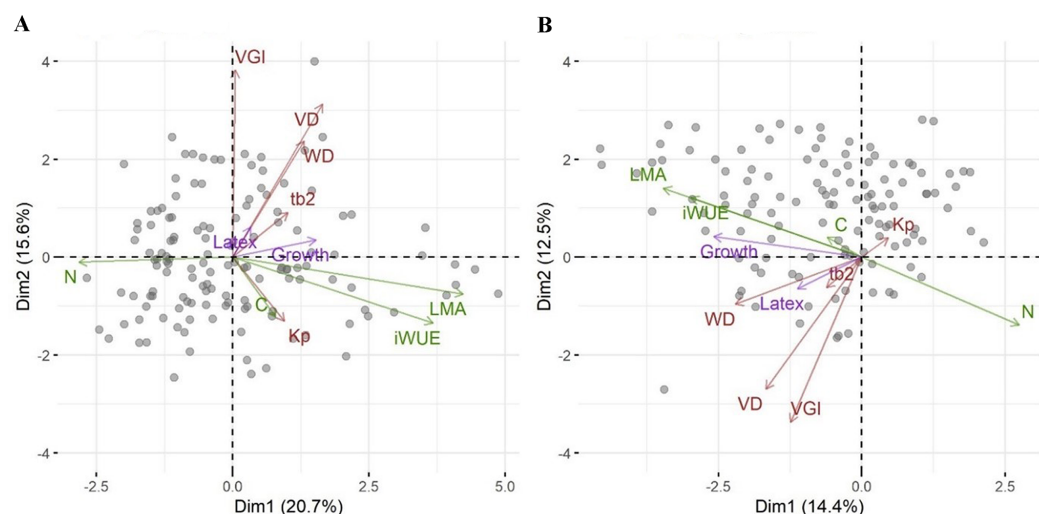 A
B
4
2
0
-2
-4
Dim2 (15.6%)
VGI
VD
WD
tb2
Latex
Growth
N
C
Kp
LMA
iWUE
-2.5
0.0
2.5
5.0
Dim1 (20.7%)
4
2
0
-2
-4
Dim2 (12.5%)
LMA
iWUE
C
Kp
Growth
tb2
Latex
WD
N
VD
VGI
-2.5
0.0
2.5
Dim1 (14.4%)